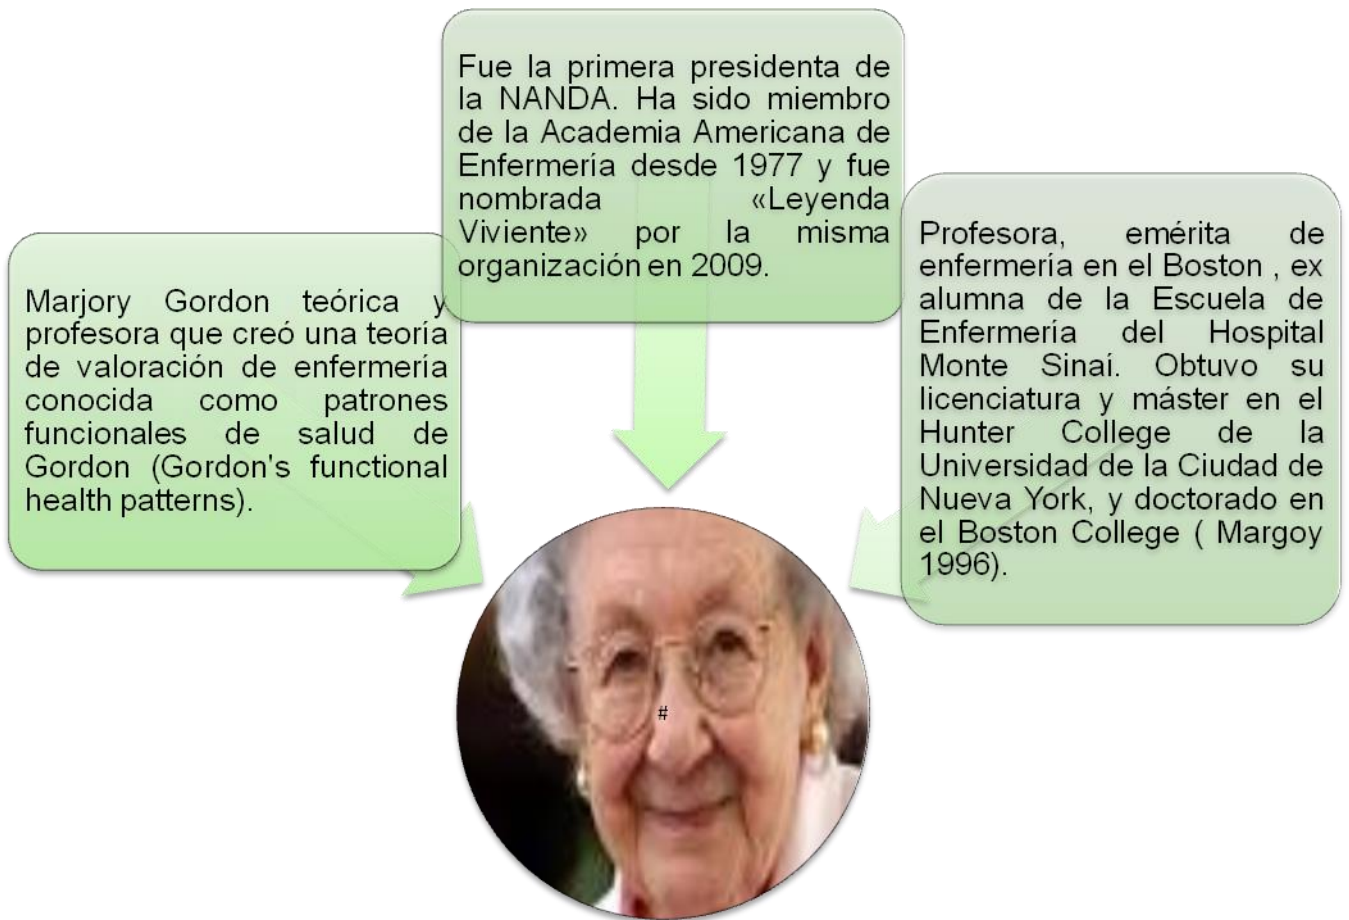 Fue la primera presidenta de
la NANDA. Ha sido miembro
de la Academia Americana de
Enfermería desde 1977 y fue
nombrada «Leyenda
Viviente» por la misma
organización en 2009.
Marjory Gordon teórica y
profesora que creó una teoría
de valoración de enfermería
conocida como patrones
funcionales de salud de
Gordon (Gordon's functional
health patterns).
Profesora, emérita de
enfermería en el Boston , ex
alumna de la Escuela de
Enfermería del Hospital
Monte Sinaí. Obtuvo su
licenciatura y máster en el
Hunter College de la
Universidad de la Ciudad de
Nueva York, y doctorado en
el Boston College ( Margoy
1996).
#